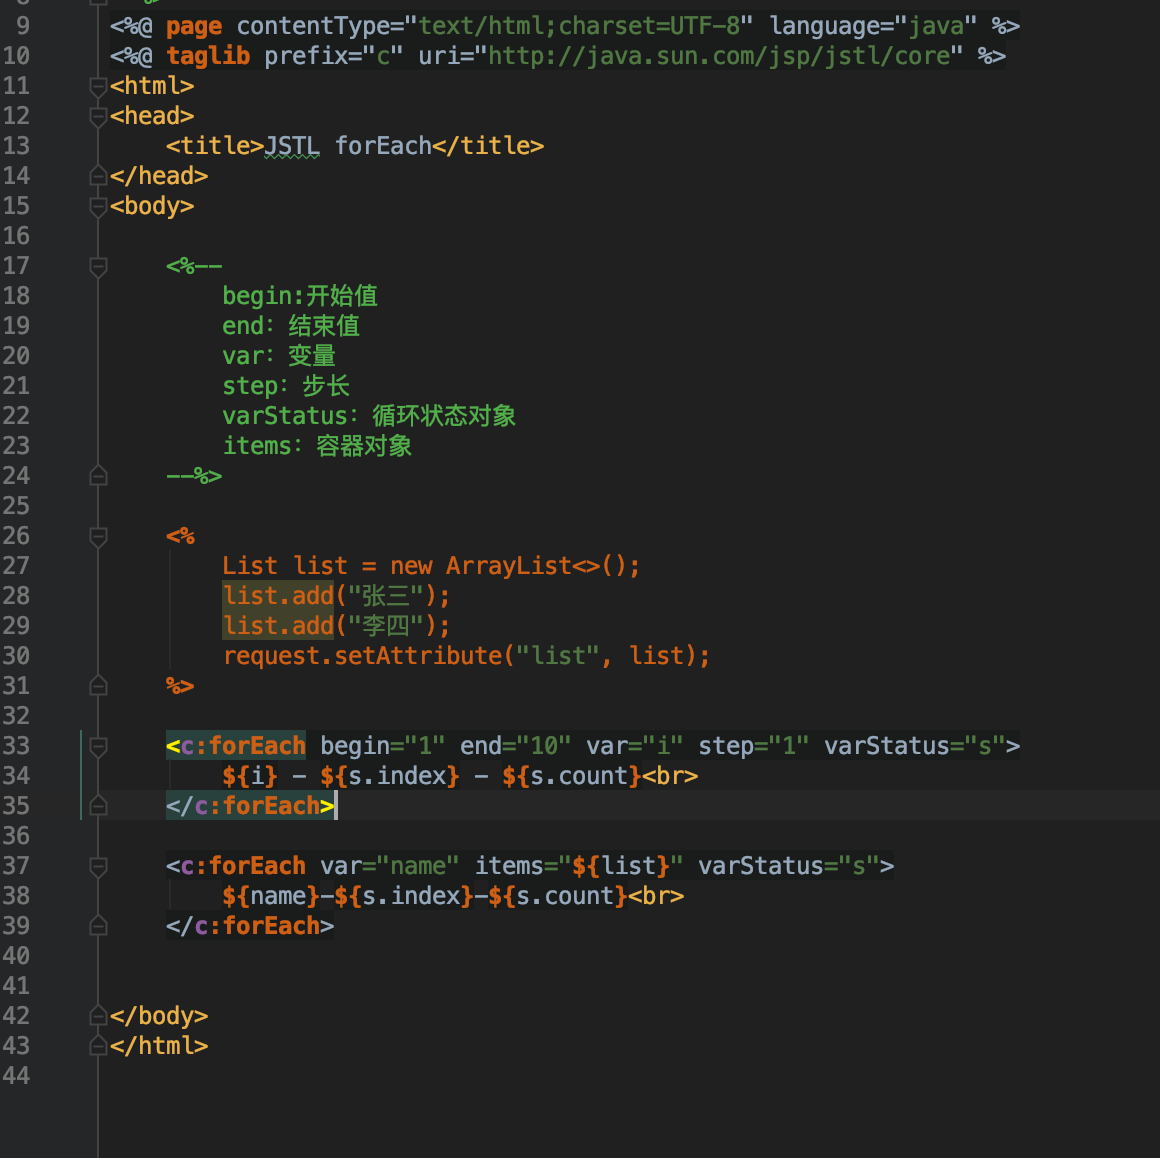 9 <%@ page contentType="text/html;charset=UTF-8" language="java" %>
10 <%@ taglib prefix="c" uri="http://java.sun.com/jsp/jstl/core" %>
11 <html>
12 <head>
13     <title>JSTL forEach</title>
14 </head>
15 <body>
16
17     <%--
18         begin:开始值
19         end: 结束值
20         var: 变量
21         step: 步长
22         varStatus: 循环状态对象
23         items: 容器对象
24     --%>
25
26     <%
27         List list = new ArrayList<>();
28         list.add("张三");
29         list.add("李四");
30         request.setAttribute("list", list);
31     %>
32
33     <c:forEach begin="1" end="10" var="i" step="1" varStatus="s">
34         ${i} - ${s.index} - ${s.count}<br>
35     </c:forEach>
36
37     <c:forEach var="name" items="${list}" varStatus="s">
38         ${name}-${s.index}-${s.count}<br>
39     </c:forEach>
40
41
42 </body>
43 </html>
44